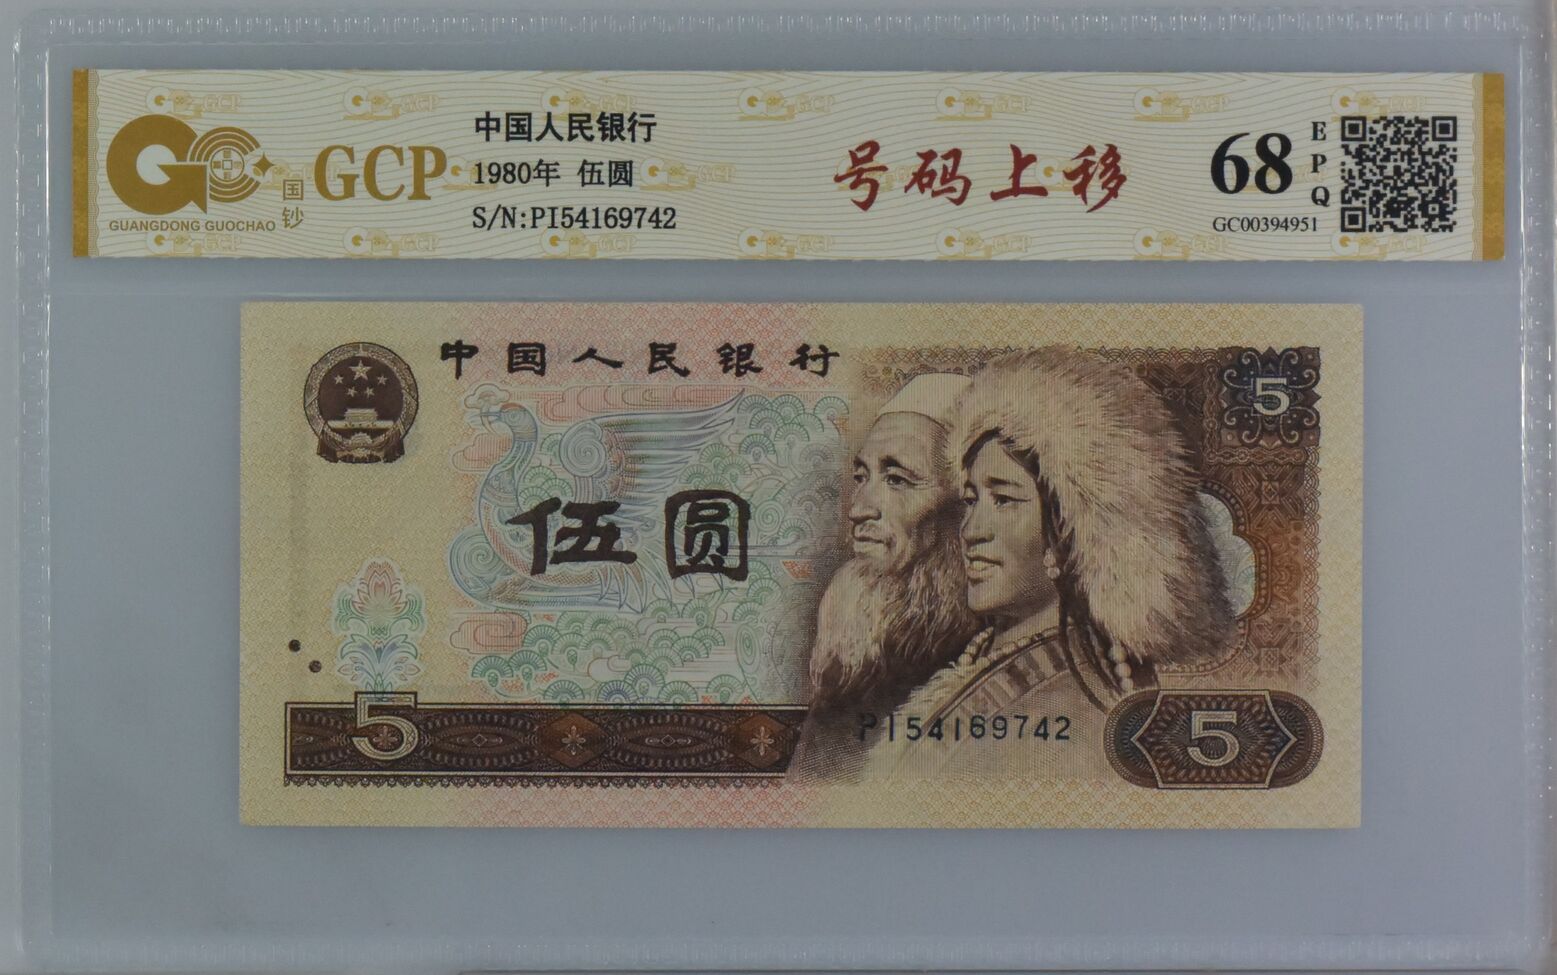 GCP
GUANGDONG GUOCHAO
国钞
中国人民银行
1980年 伍圆
S/N:PI54169742
号码上移
68
EPQ
GC00394951
中国人民银行
5
伍圆
5
PI54169742
5